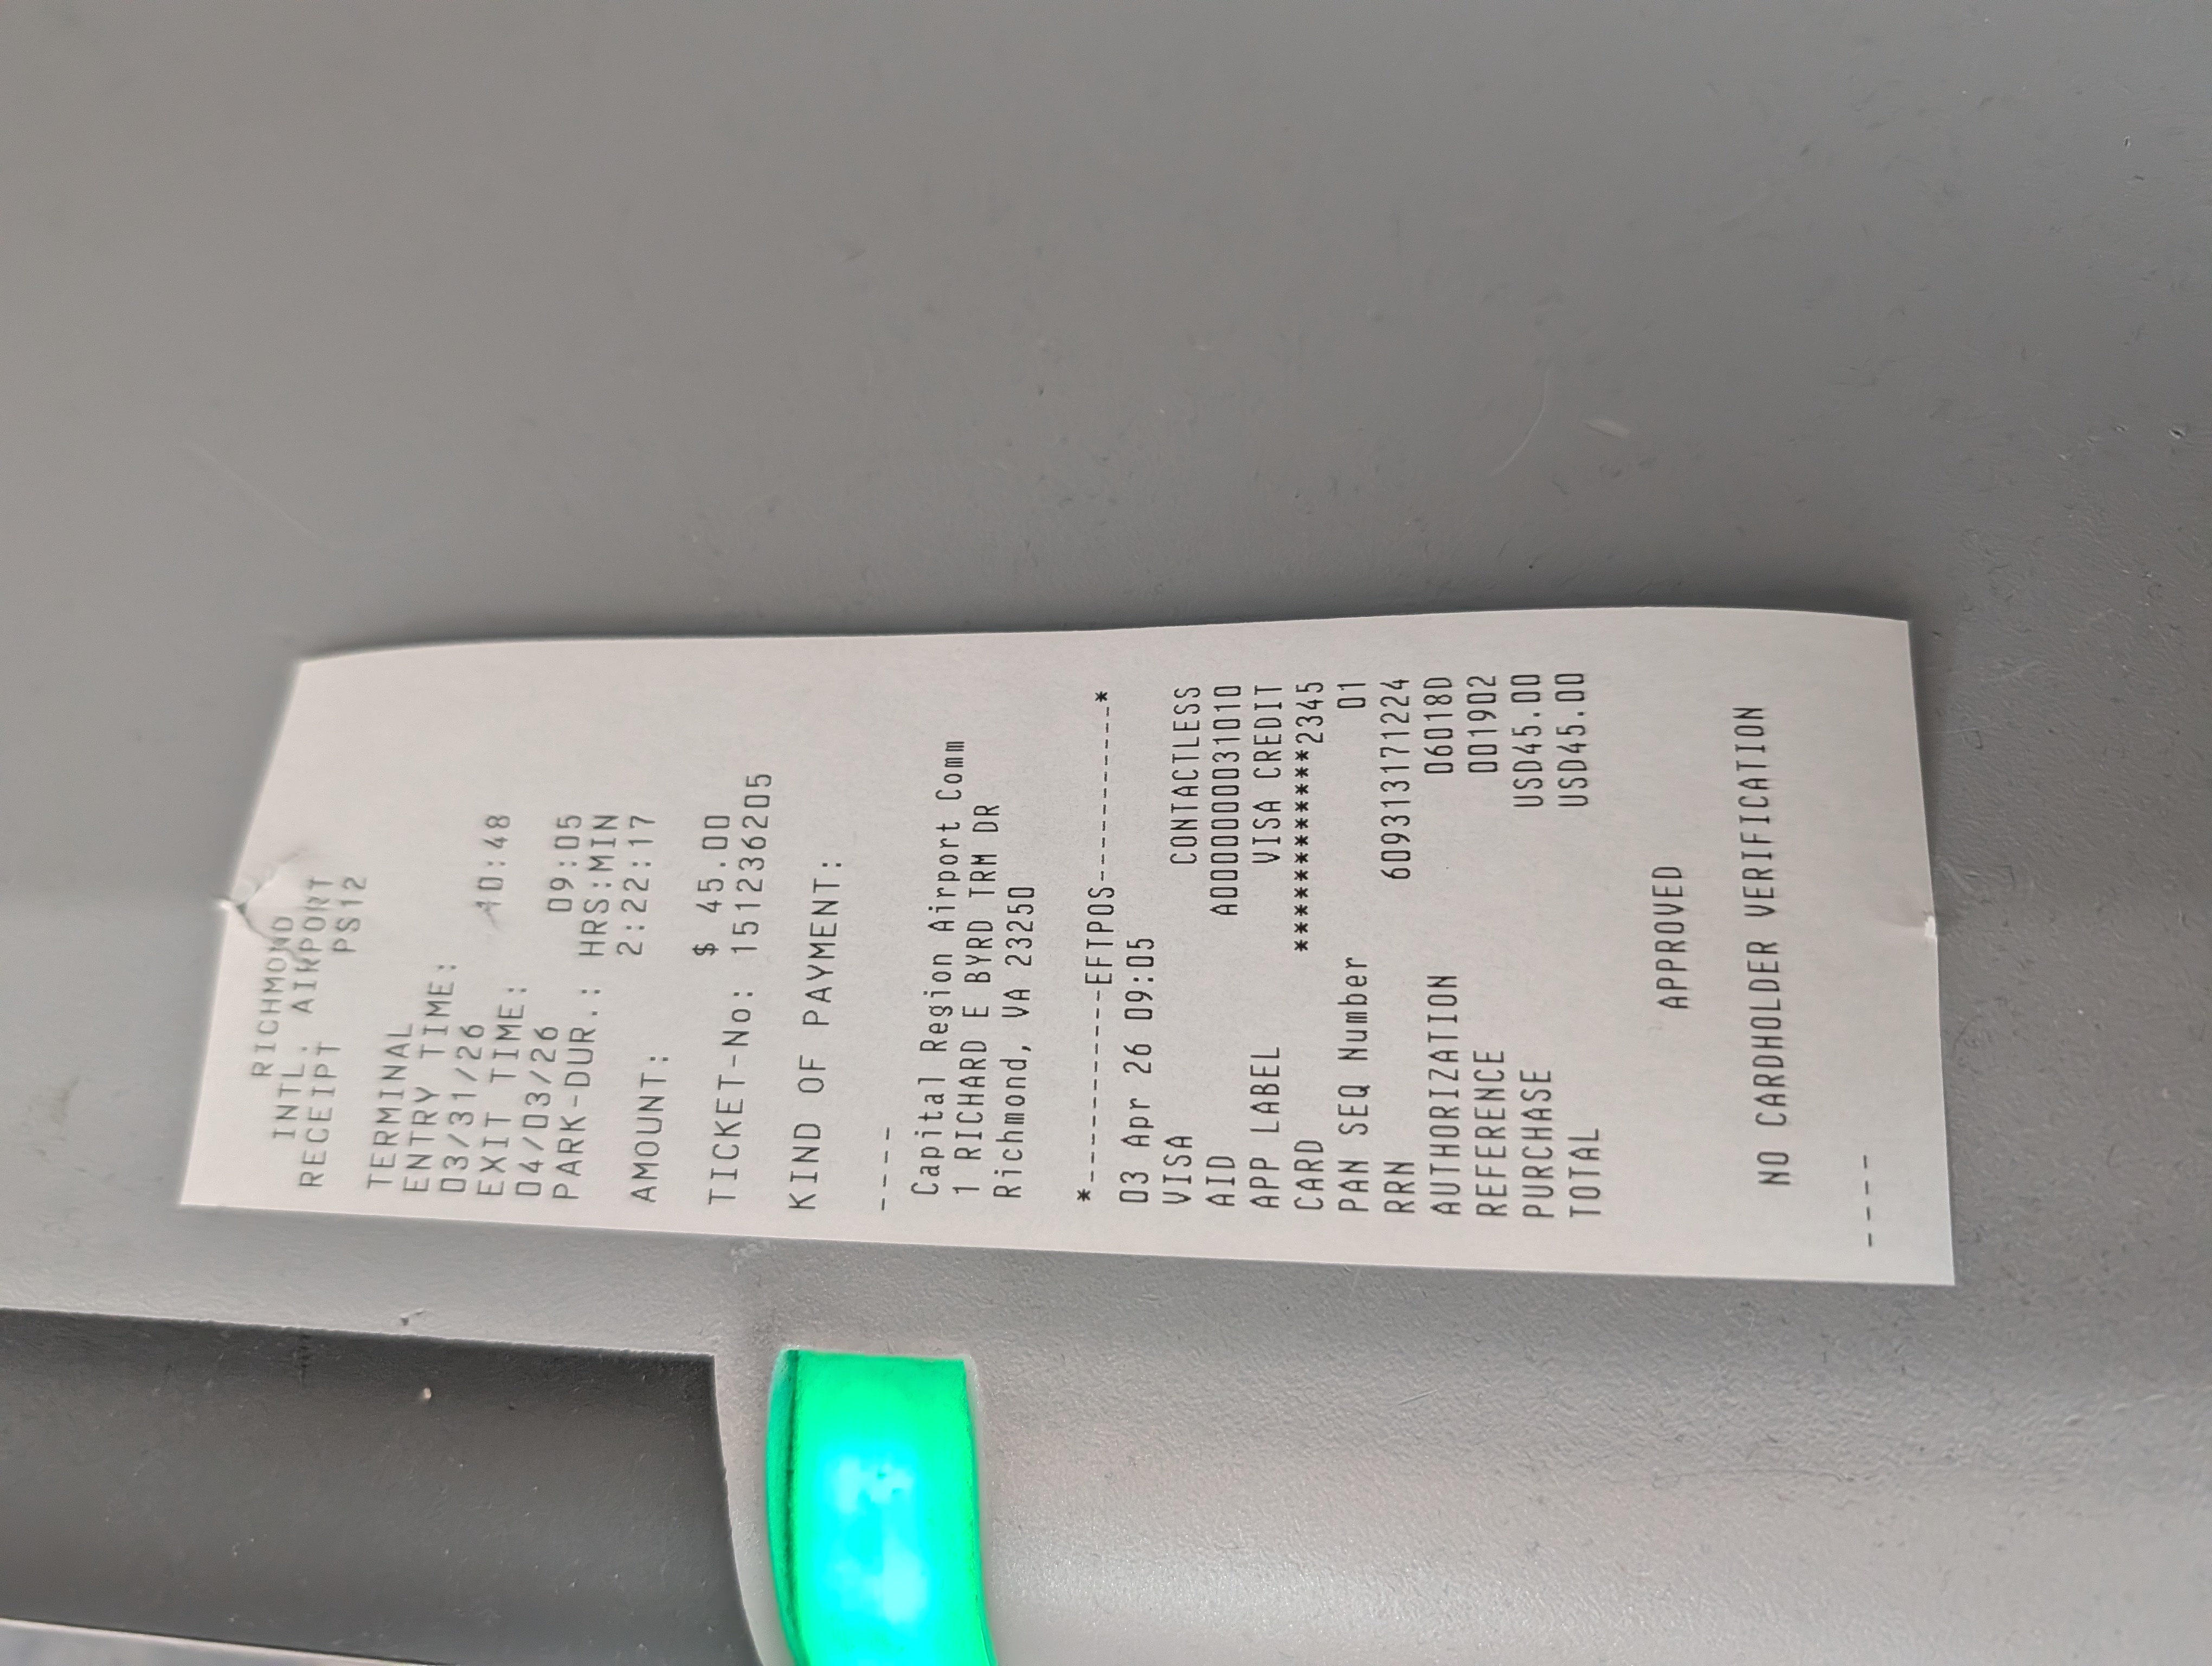 RICHMOND
INTL. AIRPORT
RECEIPT PS12
TERMINAL
ENTRY TIME:
03/31/26 10:48
EXIT TIME:
04/03/26 09:05
PARK-DUR.: HRS:MIN
2:22:17
AMOUNT: $ 45.00
TICKET-No: 151236205
KIND OF PAYMENT:
----
Capital Region Airport Comm
1 RICHARD E BYRD TRM DR
Richmond, VA 23250
*-----------EFTPOS------------*
03 Apr 26 09:05
VISA CONTACTLESS
AID A0000000031010
APP LABEL VISA CREDIT
CARD ************2345
PAN SEQ Number 01
RRN 609313171224
AUTHORIZATION 06018D
REFERENCE 001902
PURCHASE USD45.00
TOTAL USD45.00
APPROVED
NO CARDHOLDER VERIFICATION
----